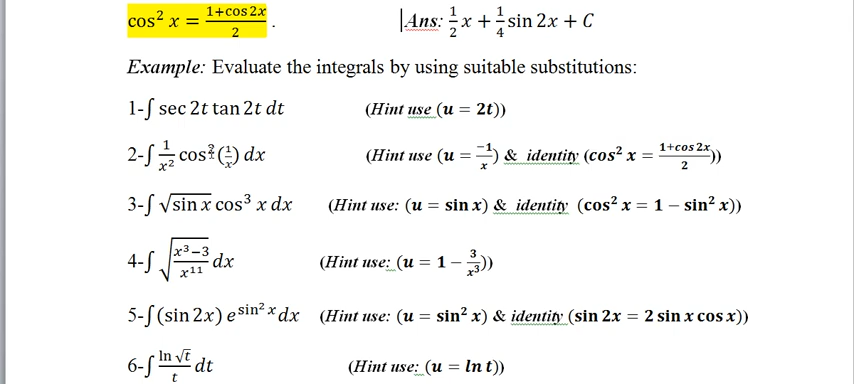 cos² x = (1+cos 2x)/2 . |Ans: 1/2 x + 1/4 sin 2x + C
Example: Evaluate the integrals by using suitable substitutions:
1-∫ sec 2t tan 2t dt (Hint use (u = 2t))
2-∫ 1/x² cos² (1/x) dx (Hint use (u = −1/x) & identity (cos² x = (1+cos 2x)/2))
3-∫ √(sin x) cos³ x dx (Hint use: (u = sin x) & identity (cos² x = 1 − sin² x))
4-∫ √((x³−3)/x¹¹) dx (Hint use: (u = 1 − 3/x³))
5-∫(sin 2x) e^(sin² x) dx (Hint use: (u = sin² x) & identity (sin 2x = 2 sin x cos x))
6-∫ (ln √t)/t dt (Hint use: (u = ln t))